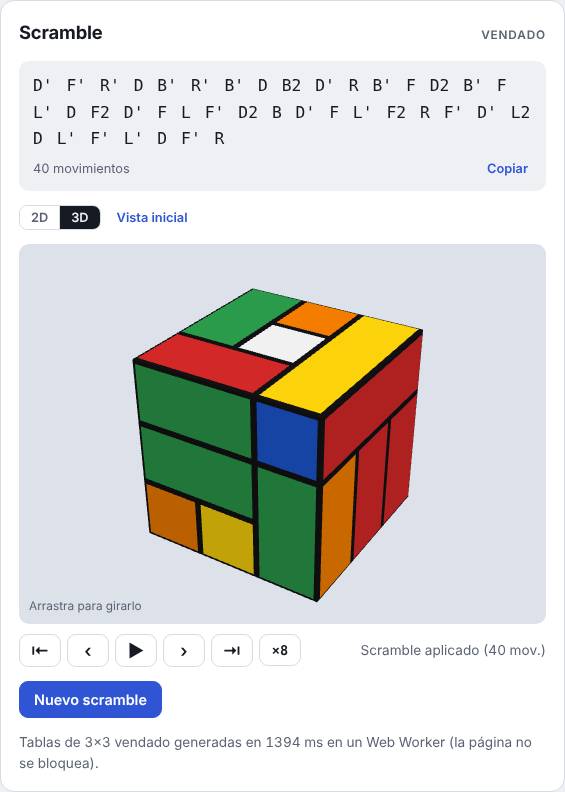 Scramble
VENDADO
D' F' R' D B' R' B' D B2 D' R B' F D2 B' F
L' D F2 D' F L F' D2 B D' F L' F2 R F' D' L2
D L' F' L' D F' R
40 movimientos
Copiar
2D 3D Vista inicial
Arrastra para girarlo
×8
Scramble aplicado (40 mov.)
Nuevo scramble
Tablas de 3×3 vendado generadas en 1394 ms en un Web Worker (la página no
se bloquea).